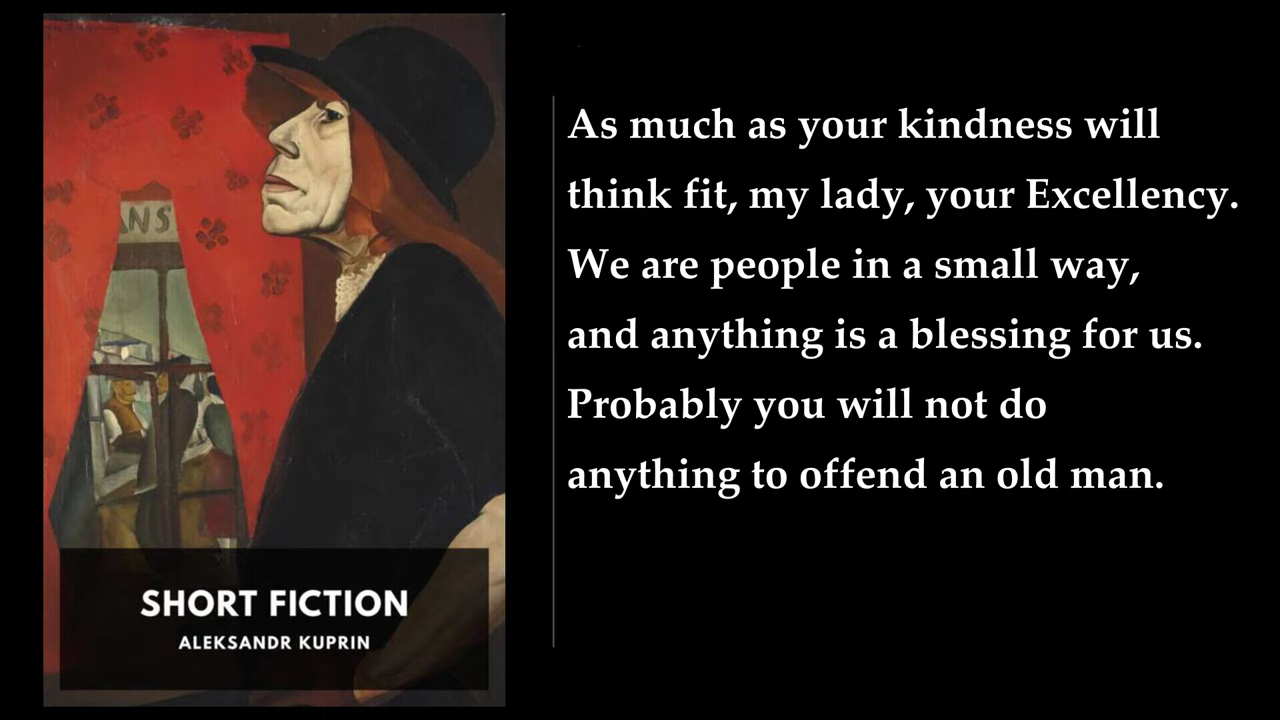 As much as your kindness will
think fit, my lady, your Excellency.
We are people in a small way,
and anything is a blessing for us.
Probably you will not do
anything to offend an old man.
ANS
SHORT FICTION
ALEKSANDR KUPRIN